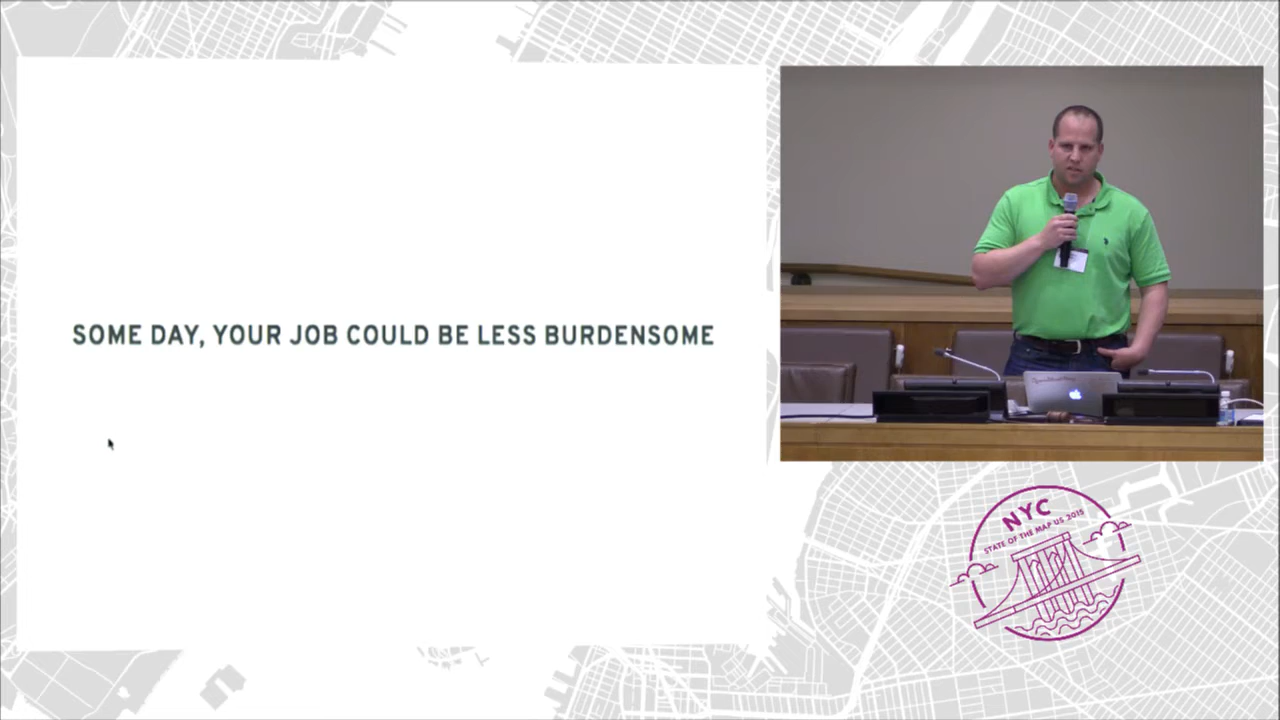 SOME DAY, YOUR JOB COULD BE LESS BURDENSOME
NYC
STATE OF THE MAP US 2015